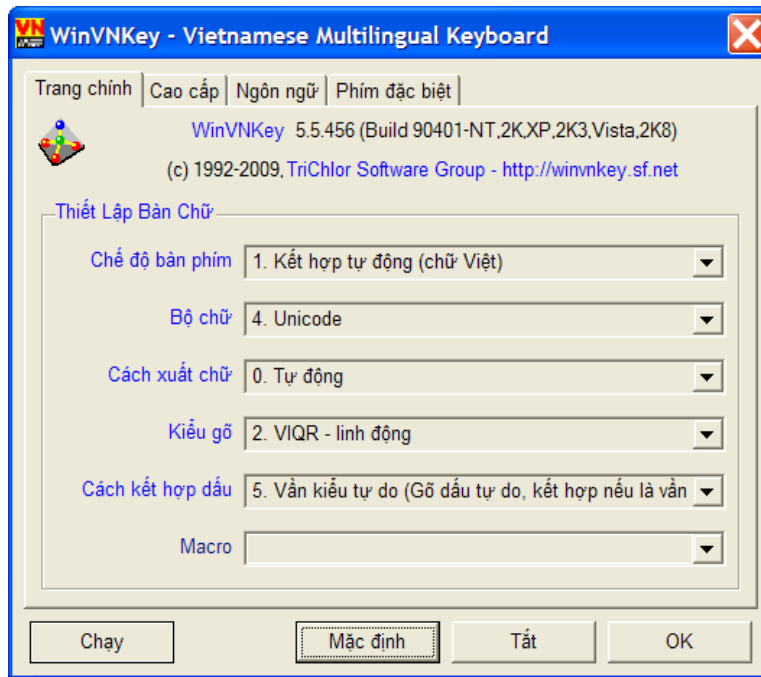 WinVNKey - Vietnamese Multilingual Keyboard
Trang chính Cao cấp Ngôn ngữ Phím đặc biệt
WinVNKey 5.5.456 (Build 90401-NT,2K,XP,2K3,Vista,2K8)
(c) 1992-2009, TriChlor Software Group - http://winvnkey.sf.net
Thiết Lập Bàn Chữ
Chế độ bàn phím 1. Kết hợp tự động (chữ Việt)
Bộ chữ 4. Unicode
Cách xuất chữ 0. Tự động
Kiểu gõ 2. VIQR - linh động
Cách kết hợp dấu 5. Vần kiểu tự do (Gõ dấu tự do, kết hợp nếu là vần
Macro
Chạy Mặc định Tắt OK